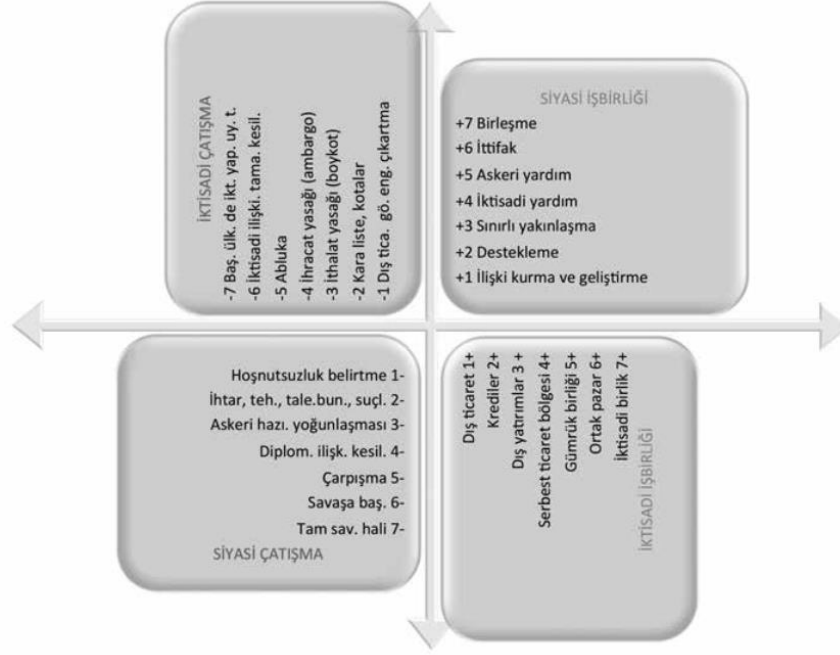 İKTİSADİ ÇATIŞMA
-7 Baş. ülk. de ikt. yap. uy. t.
-6 İktisadi ilişki. tama. kesil.
-5 Abluka
-4 İhracat yasağı (ambargo)
-3 İthalat yasağı (boykot)
-2 Kara liste, kotalar
-1 Dış tica. gö. eng. çıkartma
SİYASİ İŞBİRLİĞİ
+7 Birleşme
+6 İttifak
+5 Askeri yardım
+4 İktisadi yardım
+3 Sınırlı yakınlaşma
+2 Destekleme
+1 İlişki kurma ve geliştirme
Hoşnutsuzluk belirtme 1-
İhtar, teh., tale.bun., suçl. 2-
Askeri hazı. yoğunlaşması 3-
Diplom. ilişk. kesil. 4-
Çarpışma 5-
Savaşa baş. 6-
Tam sav. hali 7-
SİYASİ ÇATIŞMA
Dış ticaret 1+
Krediler 2+
Dış yatırımlar 3 +
Serbest ticaret bölgesi 4+
Gümrük birliği 5+
Ortak pazar 6+
İktisadi birlik 7+
İKTİSADİ İŞBİRLİĞİ